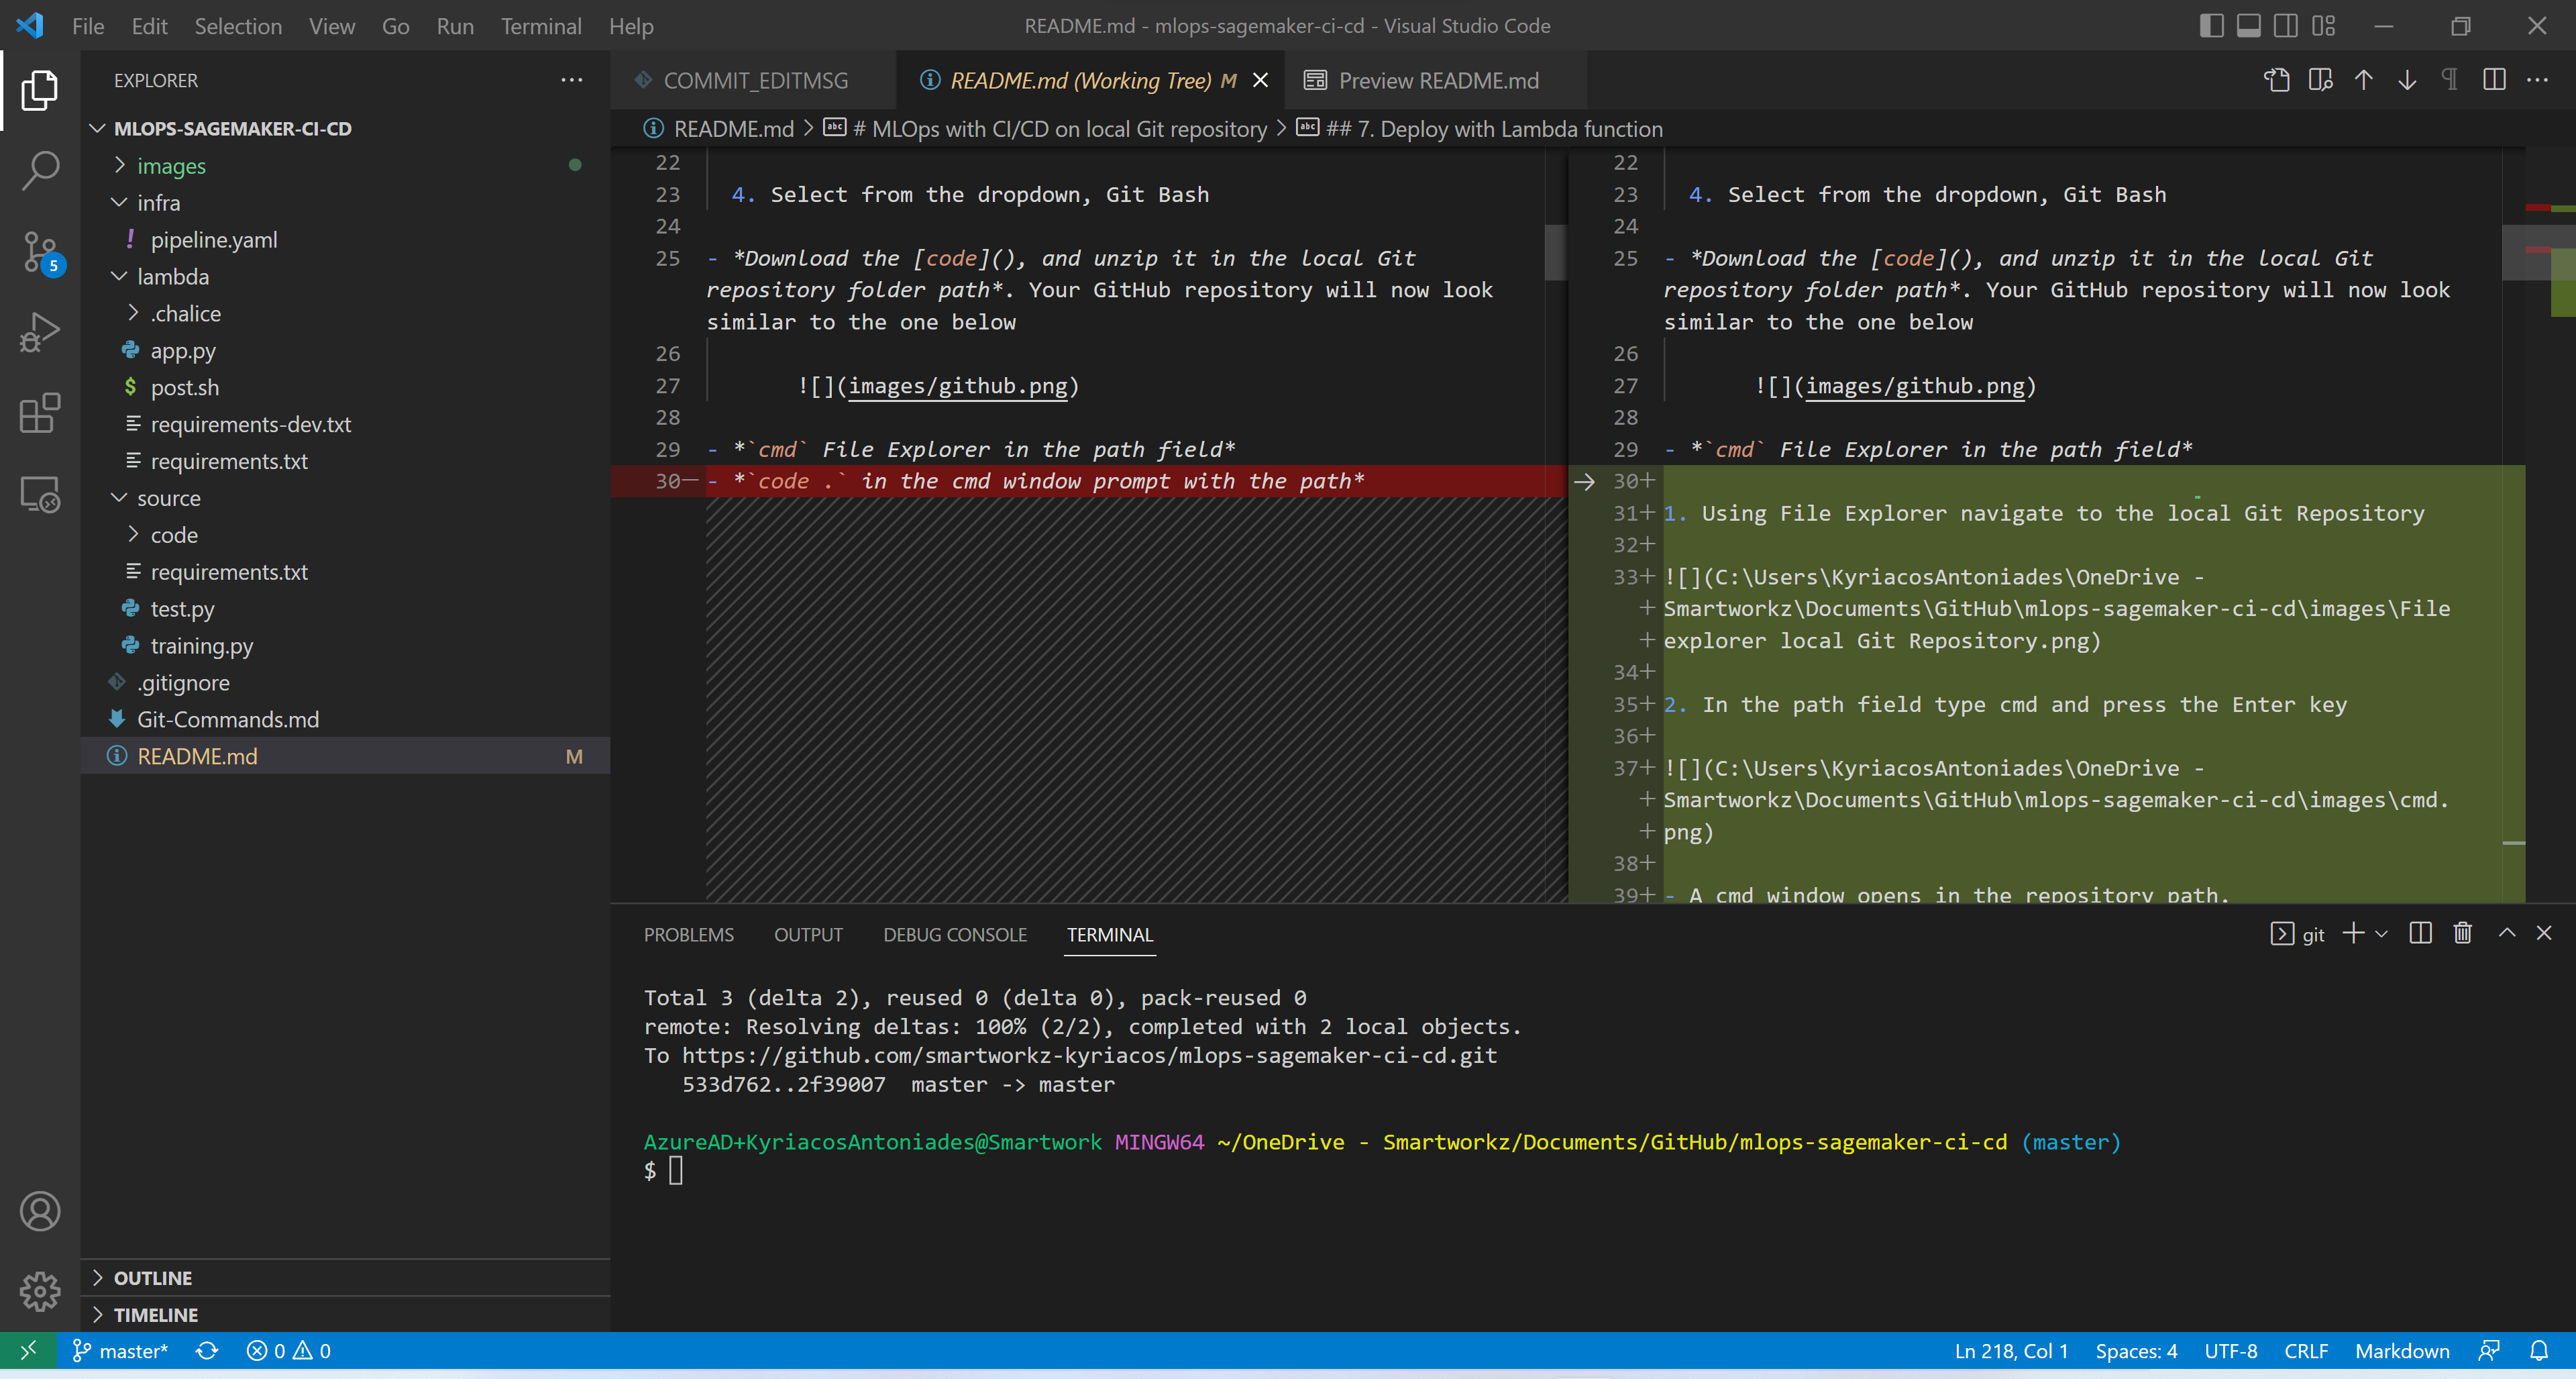 File Edit Selection View Go Run Terminal Help
README.md - mlops-sagemaker-ci-cd - Visual Studio Code
EXPLORER
MLOPS-SAGEMAKER-CI-CD
images
infra
pipeline.yaml
lambda
.chalice
app.py
post.sh
requirements-dev.txt
requirements.txt
source
code
requirements.txt
test.py
training.py
.gitignore
Git-Commands.md
README.md M
OUTLINE
TIMELINE
5
COMMIT_EDITMSG
README.md (Working Tree) M
Preview README.md
README.md > # MLOps with CI/CD on local Git repository > ## 7. Deploy with Lambda function
22
23 4. Select from the dropdown, Git Bash
24
25 - *Download the [code](), and unzip it in the local Git
repository folder path*. Your GitHub repository will now look
similar to the one below
26
27 ![](images/github.png)
28
29 - *`cmd` File Explorer in the path field*
30— - *`code .` in the cmd window prompt with the path*
22
23 4. Select from the dropdown, Git Bash
24
25 - *Download the [code](), and unzip it in the local Git
repository folder path*. Your GitHub repository will now look
similar to the one below
26
27 ![](images/github.png)
28
29 - *`cmd` File Explorer in the path field*
30+
31+ 1. Using File Explorer navigate to the local Git Repository
32+
33+ ![](C:\Users\KyriacosAntoniades\OneDrive -
+ Smartworkz\Documents\GitHub\mlops-sagemaker-ci-cd\images\File
+ explorer local Git Repository.png)
34+
35+ 2. In the path field type cmd and press the Enter key
36+
37+ ![](C:\Users\KyriacosAntoniades\OneDrive -
+ Smartworkz\Documents\GitHub\mlops-sagemaker-ci-cd\images\cmd.
+ png)
38+
39+ - A cmd window opens in the repository path.
PROBLEMS OUTPUT DEBUG CONSOLE TERMINAL
git
Total 3 (delta 2), reused 0 (delta 0), pack-reused 0
remote: Resolving deltas: 100% (2/2), completed with 2 local objects.
To https://github.com/smartworkz-kyriacos/mlops-sagemaker-ci-cd.git
533d762..2f39007  master -> master
AzureAD+KyriacosAntoniades@Smartwork MINGW64 ~/OneDrive - Smartworkz/Documents/GitHub/mlops-sagemaker-ci-cd (master)
$
master* 0 0
Ln 218, Col 1 Spaces: 4 UTF-8 CRLF Markdown